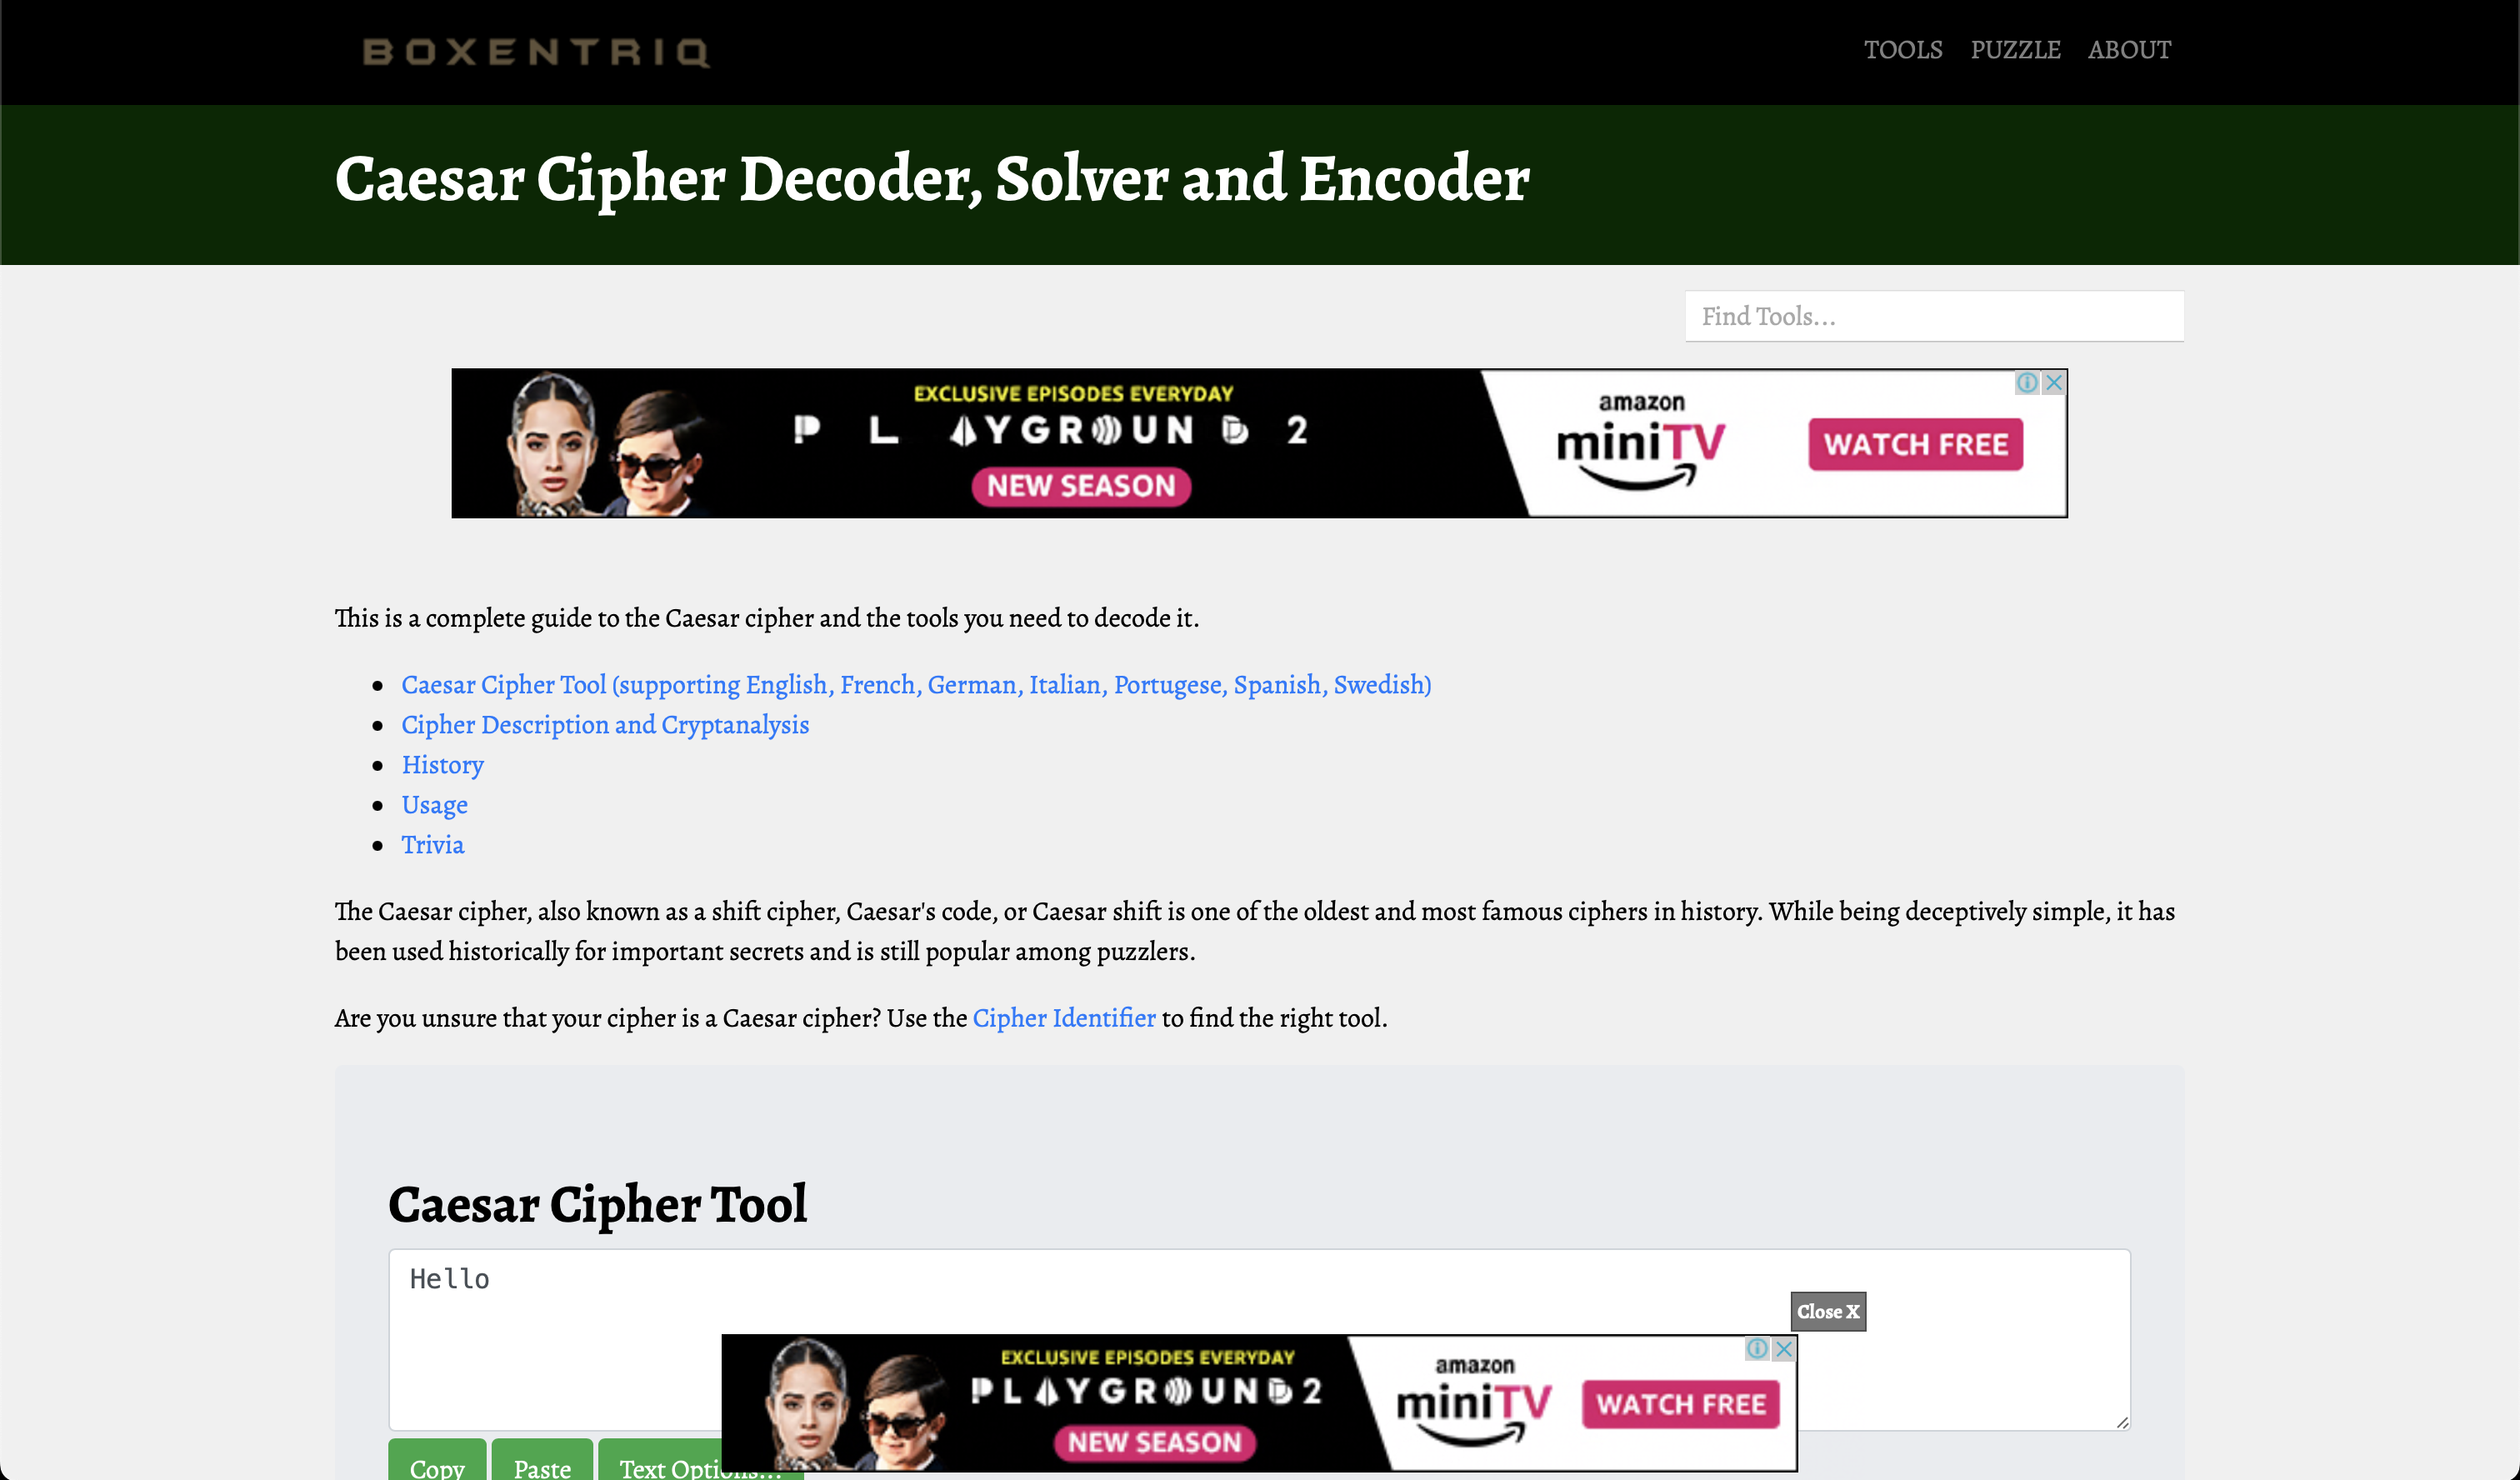 BOXENTRIQ
TOOLS PUZZLE ABOUT
Caesar Cipher Decoder, Solver and Encoder
Find Tools...
EXCLUSIVE EPISODES EVERYDAY
PLAYGROUND 2
NEW SEASON
amazon
miniTV
WATCH FREE
This is a complete guide to the Caesar cipher and the tools you need to decode it.
Caesar Cipher Tool (supporting English, French, German, Italian, Portugese, Spanish, Swedish)
Cipher Description and Cryptanalysis
History
Usage
Trivia
The Caesar cipher, also known as a shift cipher, Caesar's code, or Caesar shift is one of the oldest and most famous ciphers in history. While being deceptively simple, it has
been used historically for important secrets and is still popular among puzzlers.
Are you unsure that your cipher is a Caesar cipher? Use the Cipher Identifier to find the right tool.
Caesar Cipher Tool
Hello
Close X
EXCLUSIVE EPISODES EVERYDAY
PLAYGROUND 2
NEW SEASON
amazon
miniTV
WATCH FREE
Copy Paste Text Options...